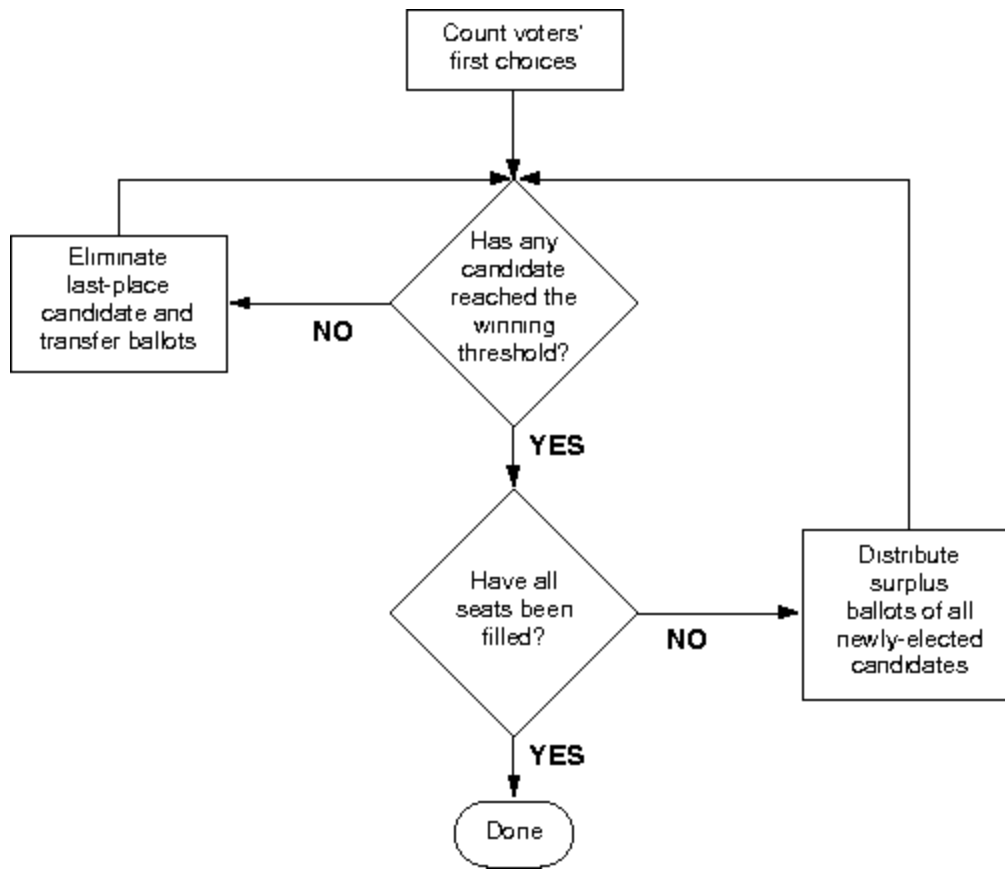 Count voters'
first choices
Has any
candidate
reached the
winning
threshold?
NO
Eliminate
last-place
candidate and
transfer ballots
YES
Have all
seats been
filled?
NO
Distribute
surplus
ballots of all
newly-elected
candidates
YES
Done